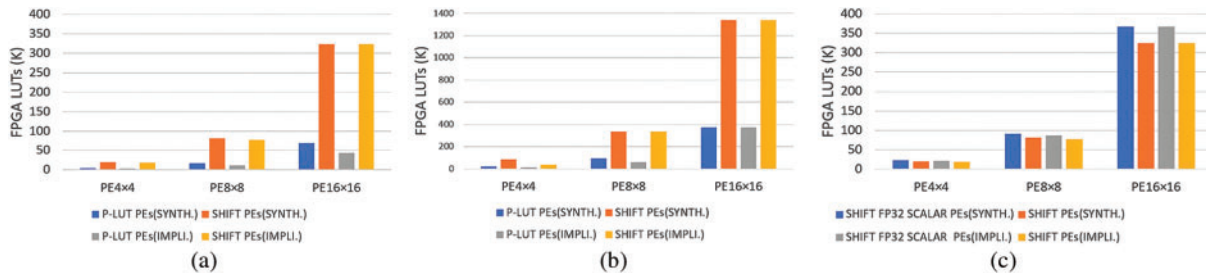 FPGA LUTs (K)
400
350
300
250
200
150
100
50
0
PE4×4 PE8×8 PE16×16
P-LUT PEs(SYNTH.) SHIFT PEs(SYNTH.)
P-LUT PEs(IMPLI.) SHIFT PEs(IMPLI.)
(a)
FPGA LUTs (K)
1400
1200
1000
800
600
400
200
0
PE4×4 PE8×8 PE16×16
P-LUT PEs(SYNTH.) SHIFT PEs(SYNTH.)
P-LUT PEs(IMPLI.) SHIFT PEs(IMPLI.)
(b)
FPGA LUTs (K)
400
350
300
250
200
150
100
50
0
PE4×4 PE8×8 PE16×16
SHIFT FP32 SCALAR PEs(SYNTH.) SHIFT PEs(SYNTH.)
SHIFT FP32 SCALAR PEs(IMPLI.) SHIFT PEs(IMPLI.)
(c)